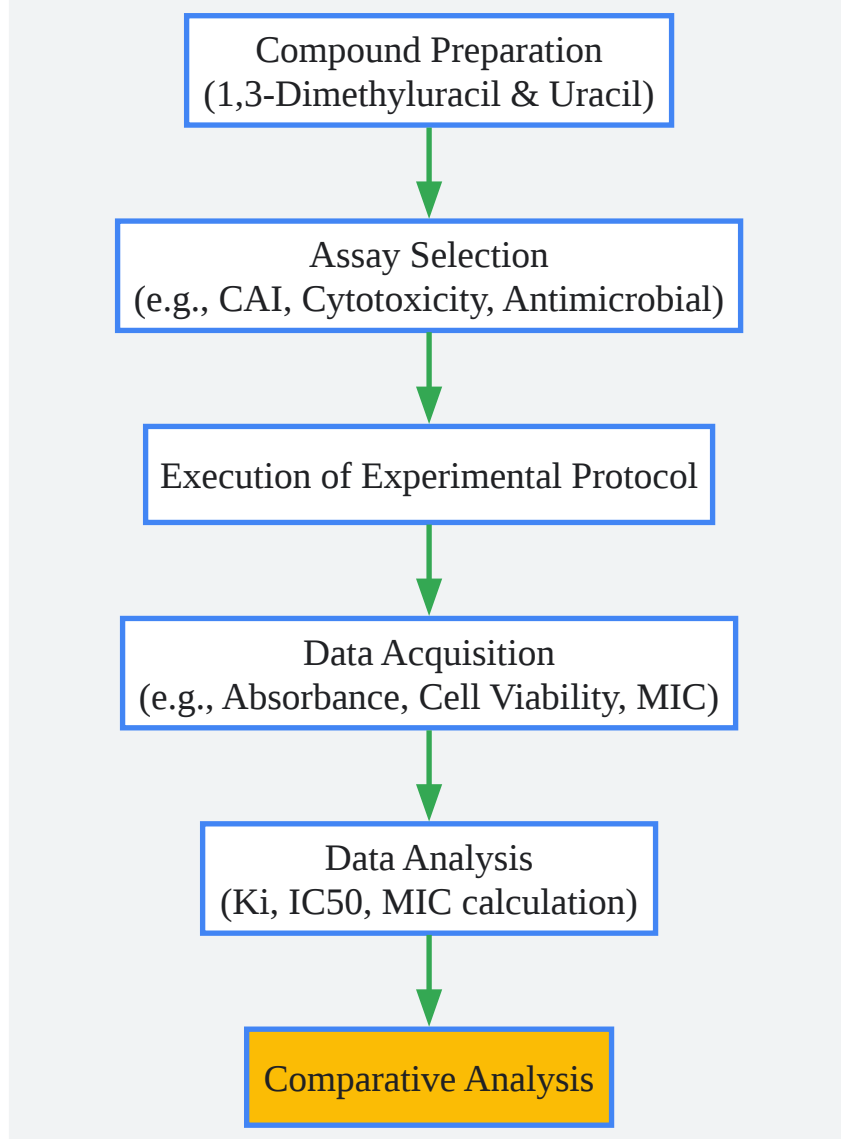 Compound Preparation
(1,3-Dimethyluracil & Uracil)
Assay Selection
(e.g., CAI, Cytotoxicity, Antimicrobial)
Execution of Experimental Protocol
Data Acquisition
(e.g., Absorbance, Cell Viability, MIC)
Data Analysis
(Ki, IC50, MIC calculation)
Comparative Analysis